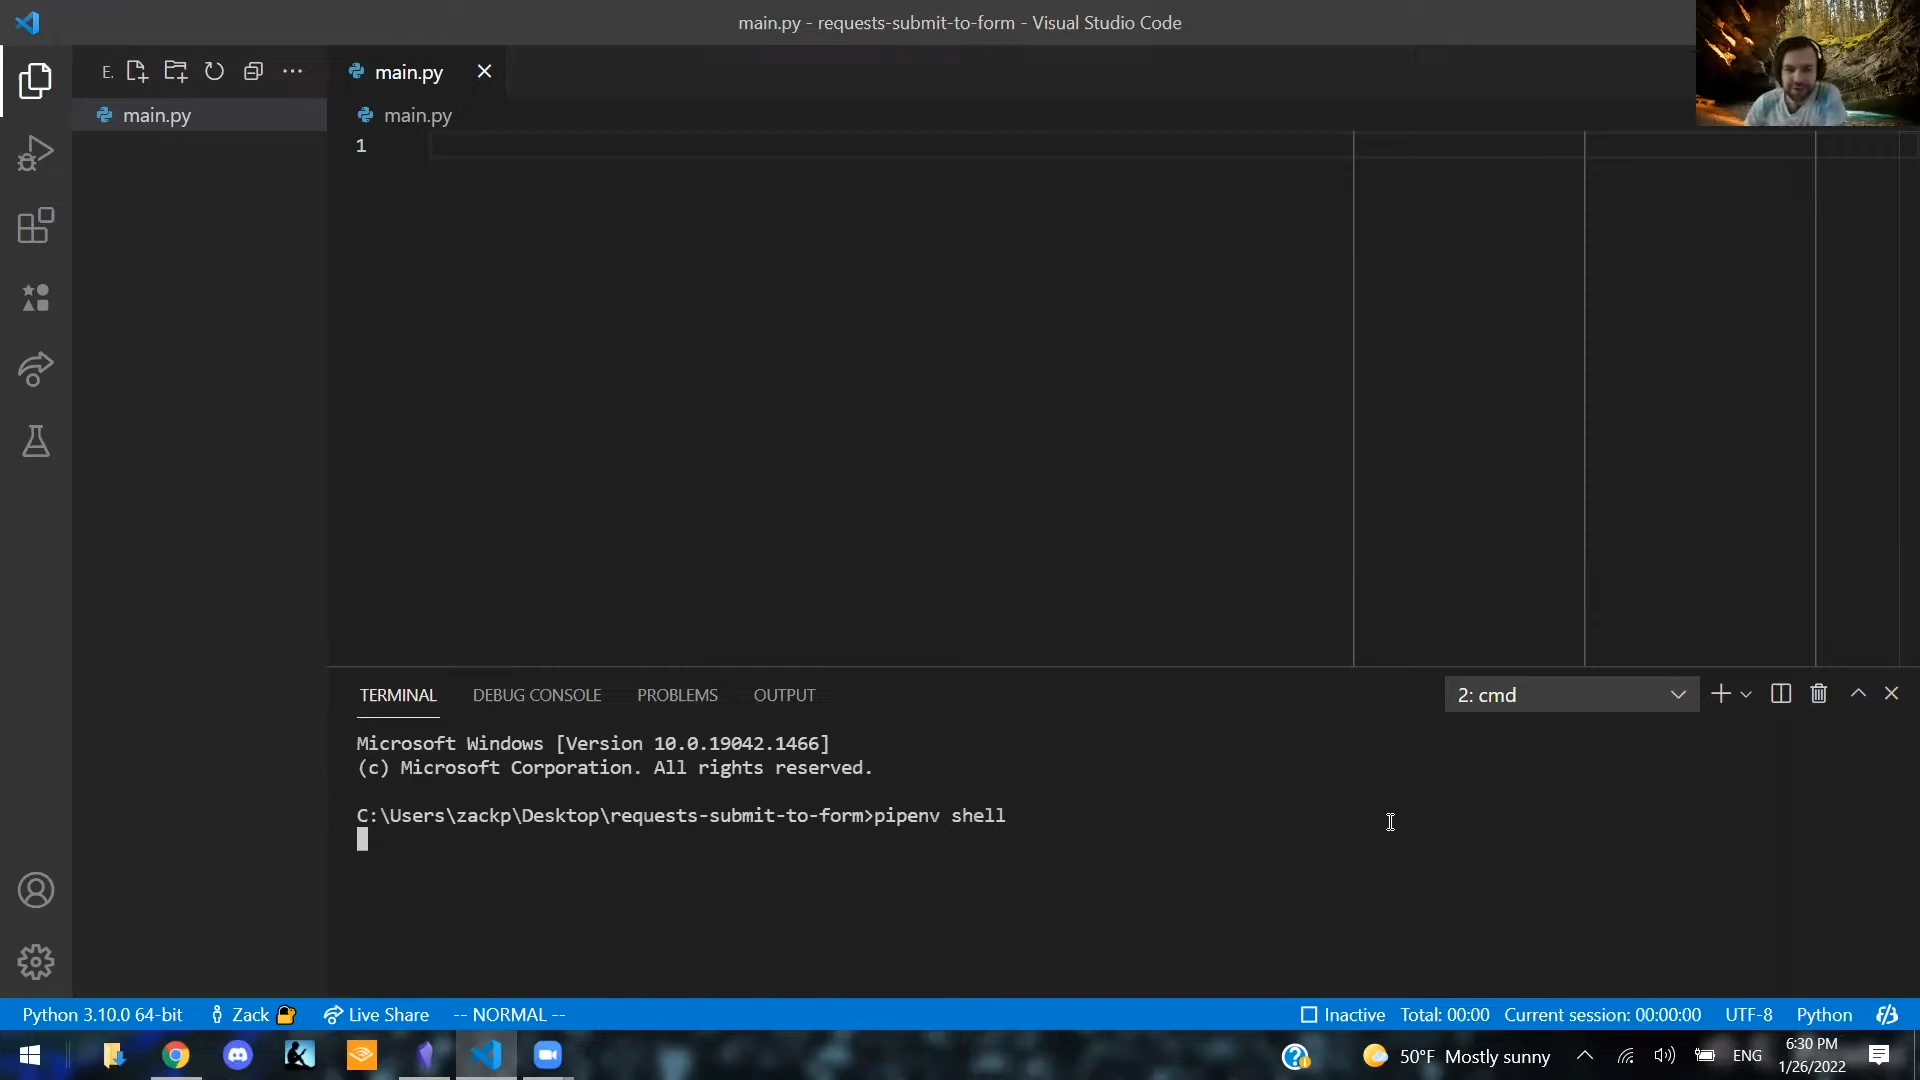 main.py - requests-submit-to-form - Visual Studio Code
E.
main.py
main.py
main.py
1
TERMINAL
DEBUG CONSOLE
PROBLEMS
OUTPUT
2: cmd
Microsoft Windows [Version 10.0.19042.1466]
(c) Microsoft Corporation. All rights reserved.
C:\Users\zackp\Desktop\requests-submit-to-form>pipenv shell
Python 3.10.0 64-bit
Zack
Live Share
-- NORMAL --
Inactive
Total: 00:00
Current session: 00:00:00
UTF-8
Python
50°F Mostly sunny
ENG
6:30 PM
1/26/2022